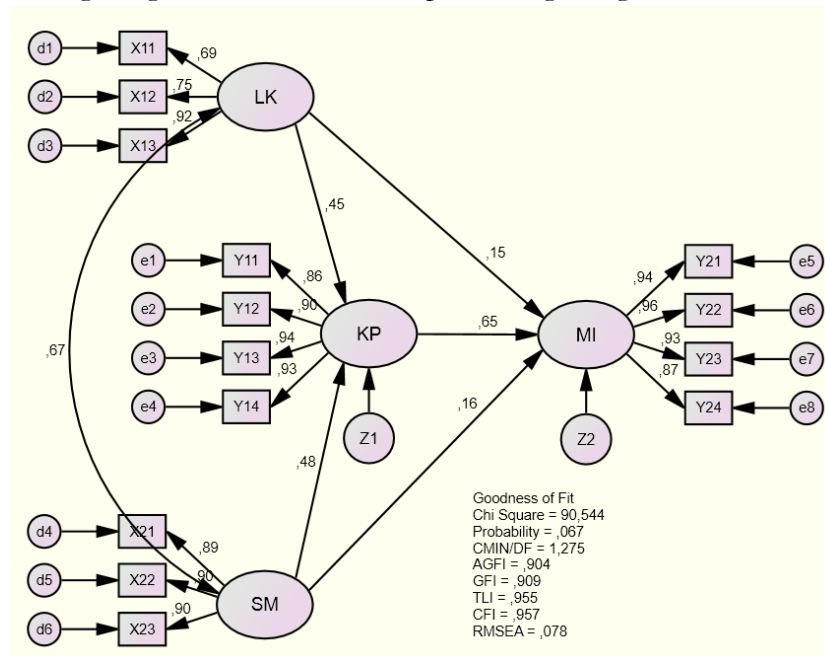 d1
X11
,69
d2
X12
,75
LK
d3
X13
,92
,45
,15
e1
Y11
,86
e2
Y12
,90
e3
Y13
,94
e4
Y14
,93
KP
,65
MI
Z1
Z2
,94
Y21
e5
,96
Y22
e6
,93
Y23
e7
,87
Y24
e8
,67
,48
,16
d4
X21
,89
d5
X22
,90
d6
X23
,90
SM
Goodness of Fit
Chi Square = 90,544
Probability = ,067
CMIN/DF = 1,275
AGFI = ,904
GFI = ,909
TLI = ,955
CFI = ,957
RMSEA = ,078